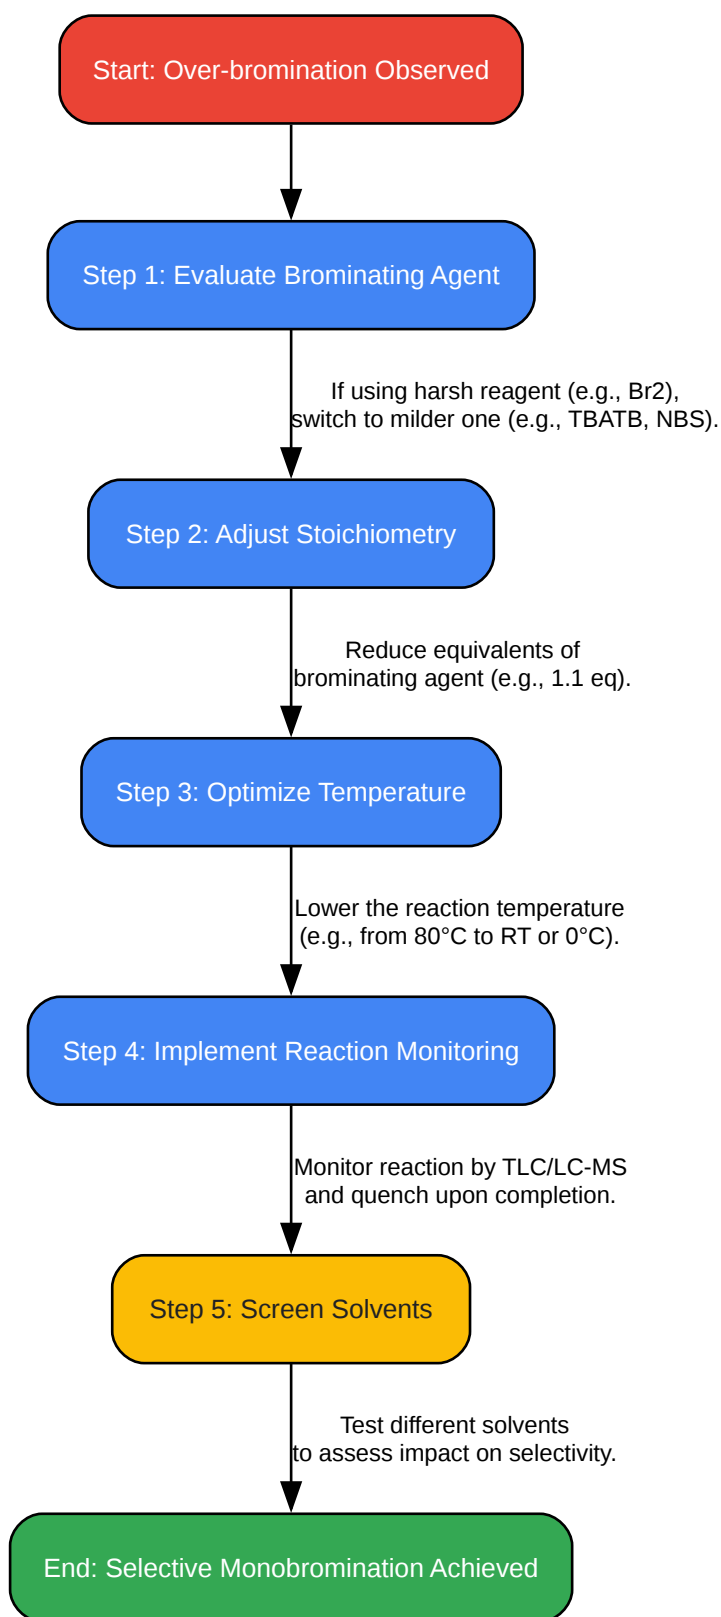 Start: Over-bromination Observed
Step 1: Evaluate Brominating Agent
If using harsh reagent (e.g., Br2),
switch to milder one (e.g., TBATB, NBS).
Step 2: Adjust Stoichiometry
Reduce equivalents of
brominating agent (e.g., 1.1 eq).
Step 3: Optimize Temperature
Lower the reaction temperature
(e.g., from 80°C to RT or 0°C).
Step 4: Implement Reaction Monitoring
Monitor reaction by TLC/LC-MS
and quench upon completion.
Step 5: Screen Solvents
Test different solvents
to assess impact on selectivity.
End: Selective Monobromination Achieved